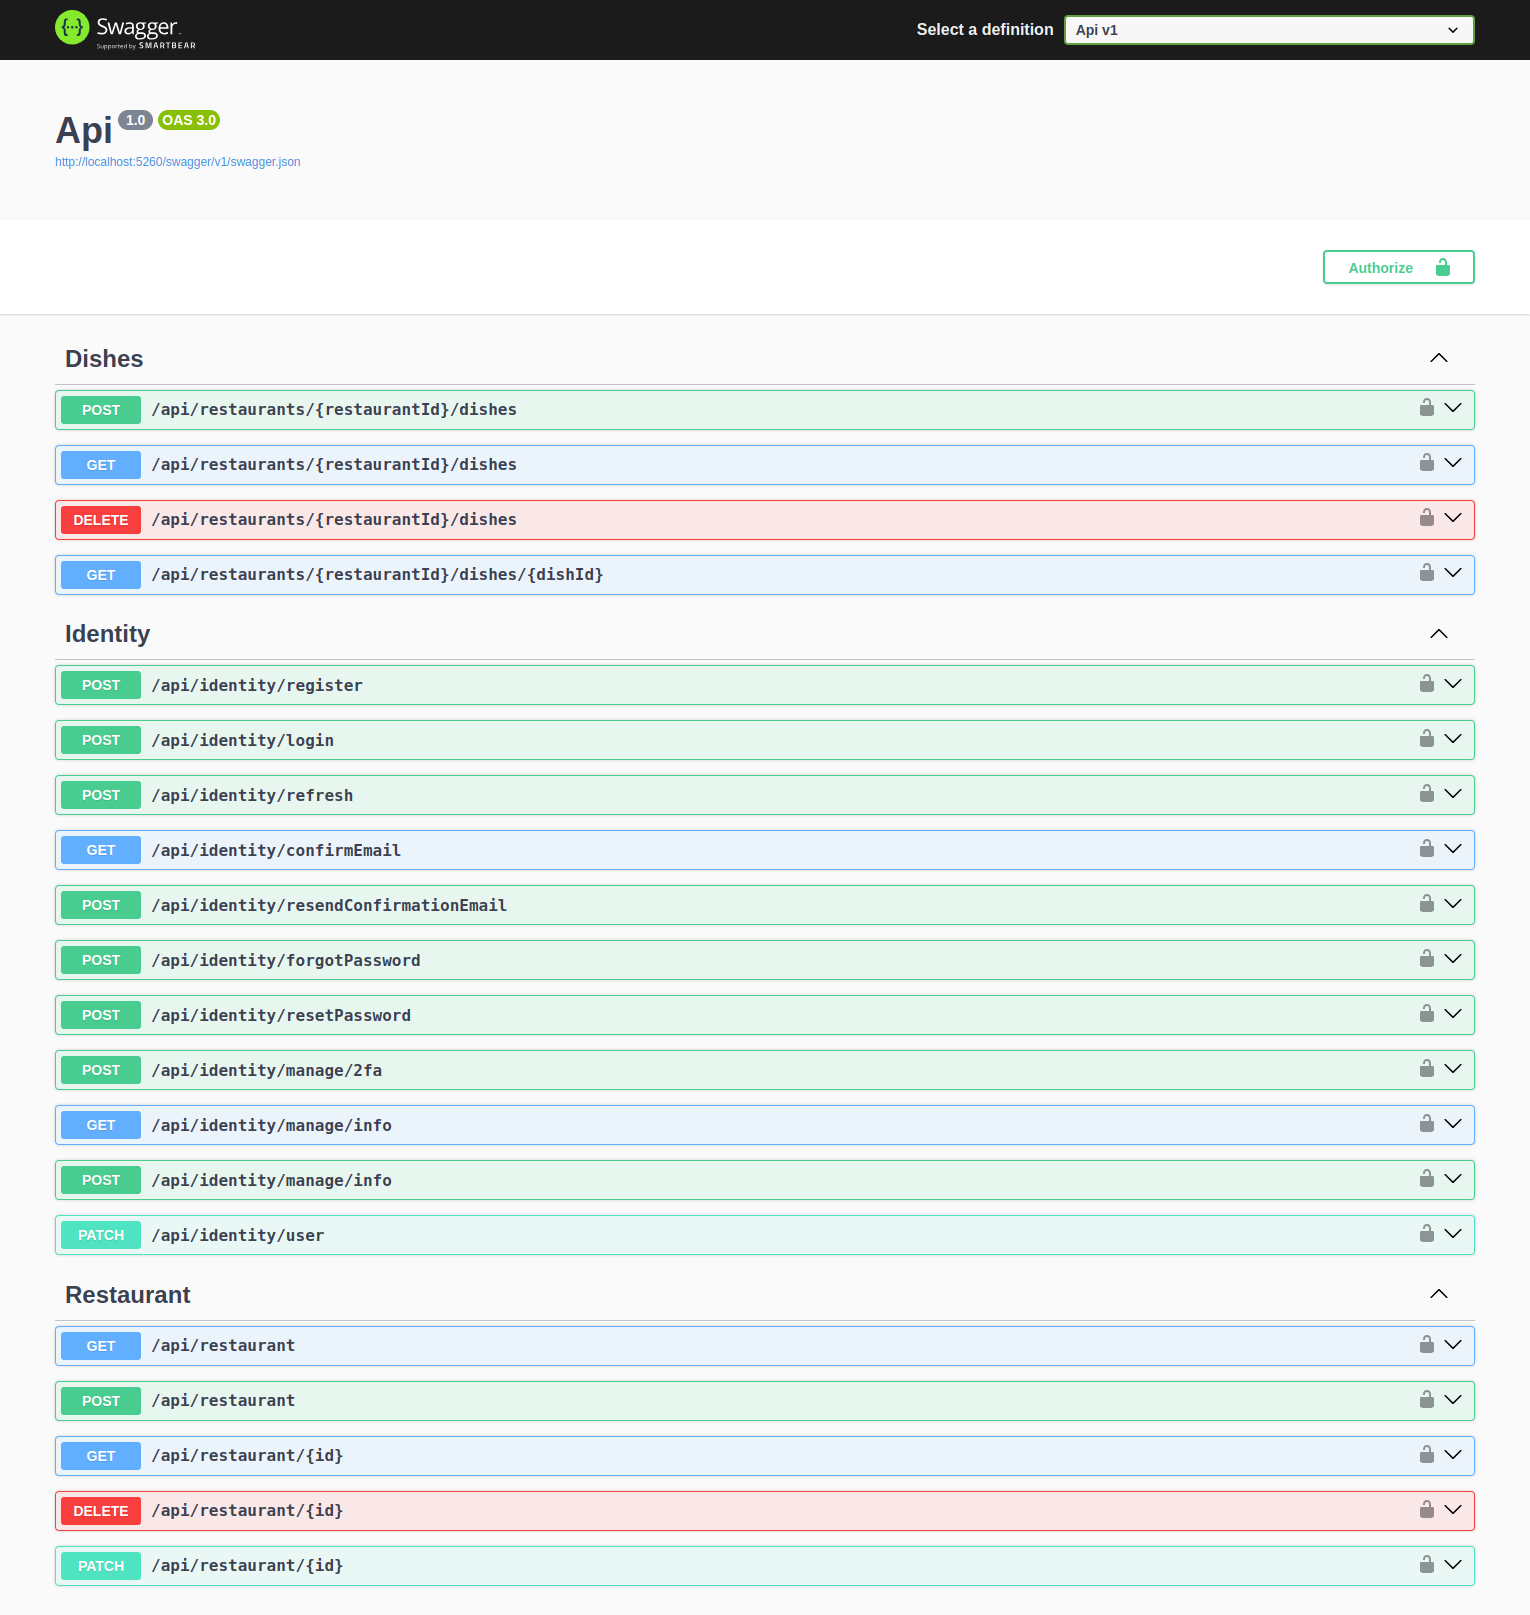 Swagger
Supported by SMARTBEAR
Select a definition
Api v1
Api 1.0 OAS 3.0
http://localhost:5260/swagger/v1/swagger.json
Authorize
Dishes
POST /api/restaurants/{restaurantId}/dishes
GET /api/restaurants/{restaurantId}/dishes
DELETE /api/restaurants/{restaurantId}/dishes
GET /api/restaurants/{restaurantId}/dishes/{dishId}
Identity
POST /api/identity/register
POST /api/identity/login
POST /api/identity/refresh
GET /api/identity/confirmEmail
POST /api/identity/resendConfirmationEmail
POST /api/identity/forgotPassword
POST /api/identity/resetPassword
POST /api/identity/manage/2fa
GET /api/identity/manage/info
POST /api/identity/manage/info
PATCH /api/identity/user
Restaurant
GET /api/restaurant
POST /api/restaurant
GET /api/restaurant/{id}
DELETE /api/restaurant/{id}
PATCH /api/restaurant/{id}